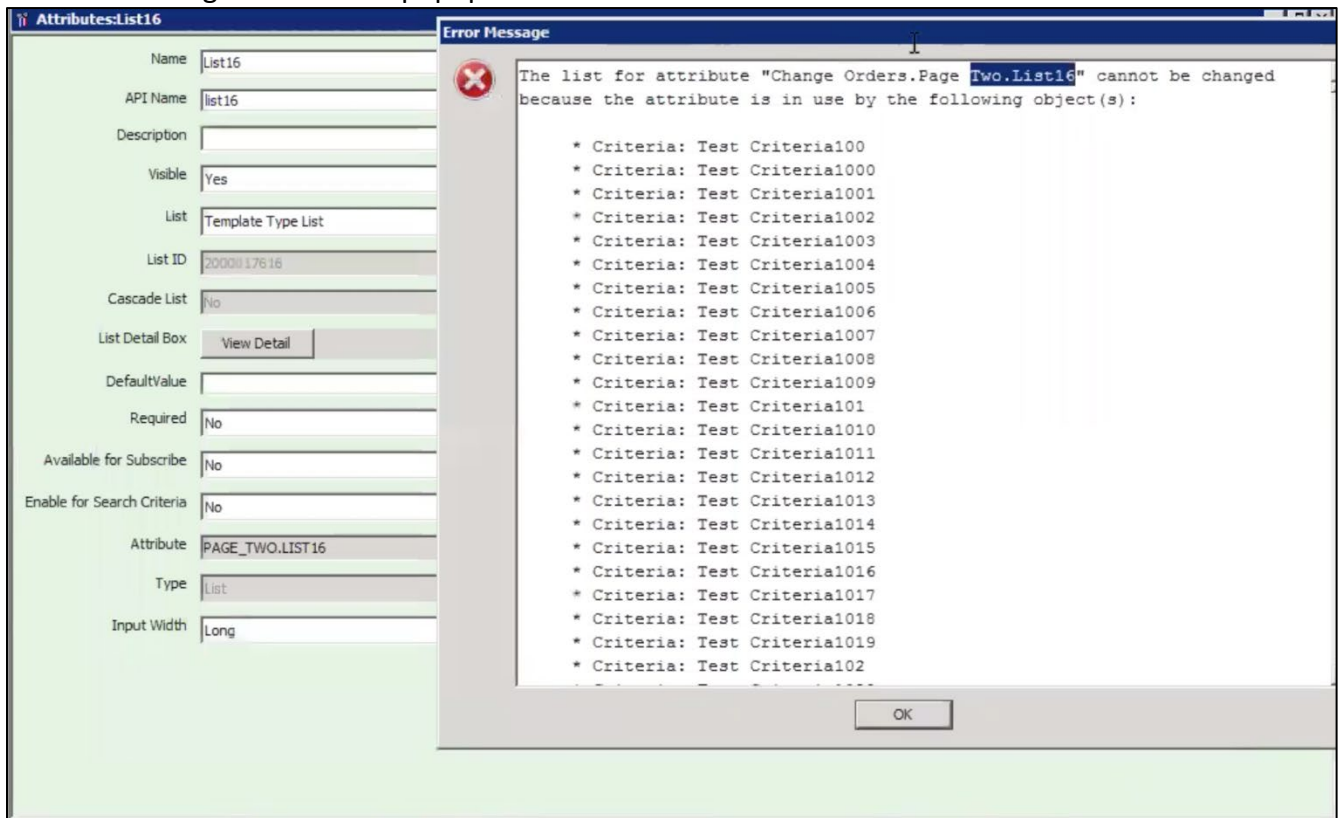 Attributes:List16
Name List16
API Name list16
Description
Visible Yes
List Template Type List
List ID 2000017616
Cascade List No
List Detail Box View Detail
DefaultValue
Required No
Available for Subscribe No
Enable for Search Criteria No
Attribute PAGE_TWO.LIST16
Type List
Input Width Long
Error Message
The list for attribute "Change Orders.Page Two.List16" cannot be changed
because the attribute is in use by the following object(s):
* Criteria: Test Criteria100
* Criteria: Test Criteria1000
* Criteria: Test Criteria1001
* Criteria: Test Criteria1002
* Criteria: Test Criteria1003
* Criteria: Test Criteria1004
* Criteria: Test Criteria1005
* Criteria: Test Criteria1006
* Criteria: Test Criteria1007
* Criteria: Test Criteria1008
* Criteria: Test Criteria1009
* Criteria: Test Criteria101
* Criteria: Test Criteria1010
* Criteria: Test Criteria1011
* Criteria: Test Criteria1012
* Criteria: Test Criteria1013
* Criteria: Test Criteria1014
* Criteria: Test Criteria1015
* Criteria: Test Criteria1016
* Criteria: Test Criteria1017
* Criteria: Test Criteria1018
* Criteria: Test Criteria1019
* Criteria: Test Criteria102
OK